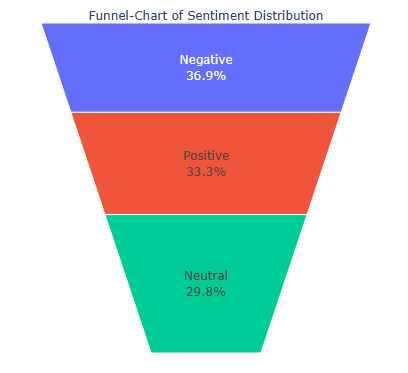 Funnel-Chart of Sentiment Distribution
Negative
36.9%
Positive
33.3%
Neutral
29.8%